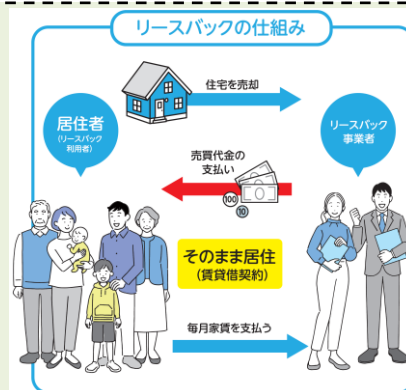 リースバックの仕組み
住宅を売却
居住者
(リースバック
利用者)
リースバック
事業者
売買代金の
支払い
100
10
そのまま居住
(賃貸借契約)
毎月家賃を支払う